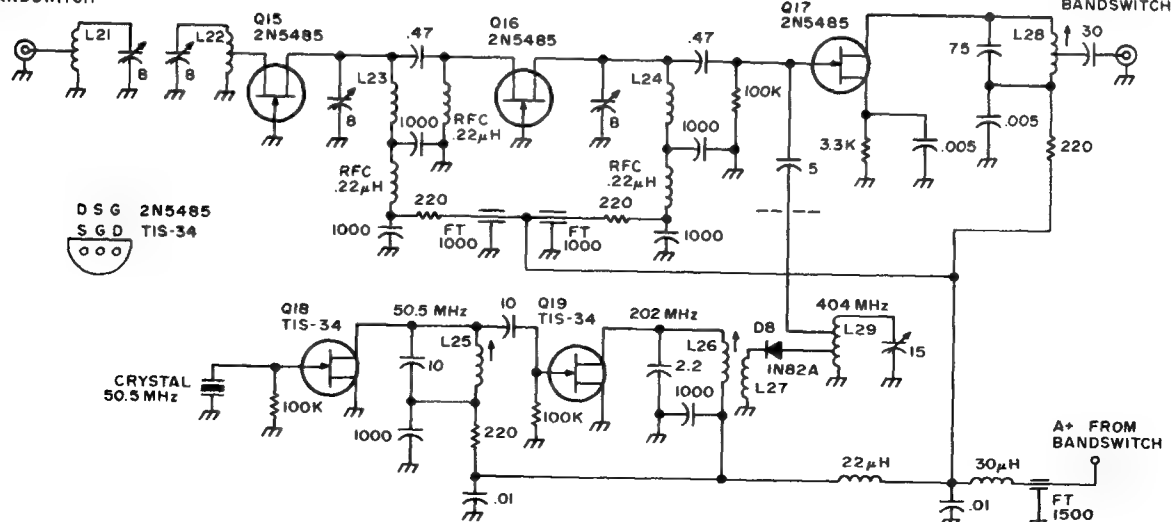 BANDSWITCH
Q15
2N5485
Q16
2N5485
Q17
2N5485
L21
8
8
L22
.47
L23
8
1000
RFC
.22µH
RFC
.22µH
220
1000
FT
1000
.47
L24
8
1000
RFC
.22µH
220
FT
1000
1000
100K
5
3.3K
.005
75
.005
L28
30
220
D S G 2N5485
S G D TIS-34
Q18
TIS-34
50.5 MHz
10
Q19
TIS-34
202 MHz
404 MHz
CRYSTAL
50.5 MHz
100K
10
L25
1000
220
.01
100K
2.2
1000
L26
L27
D8
1N82A
L29
15
22µH
30µH
.01
A+ FROM
BANDSWITCH
FT
1500